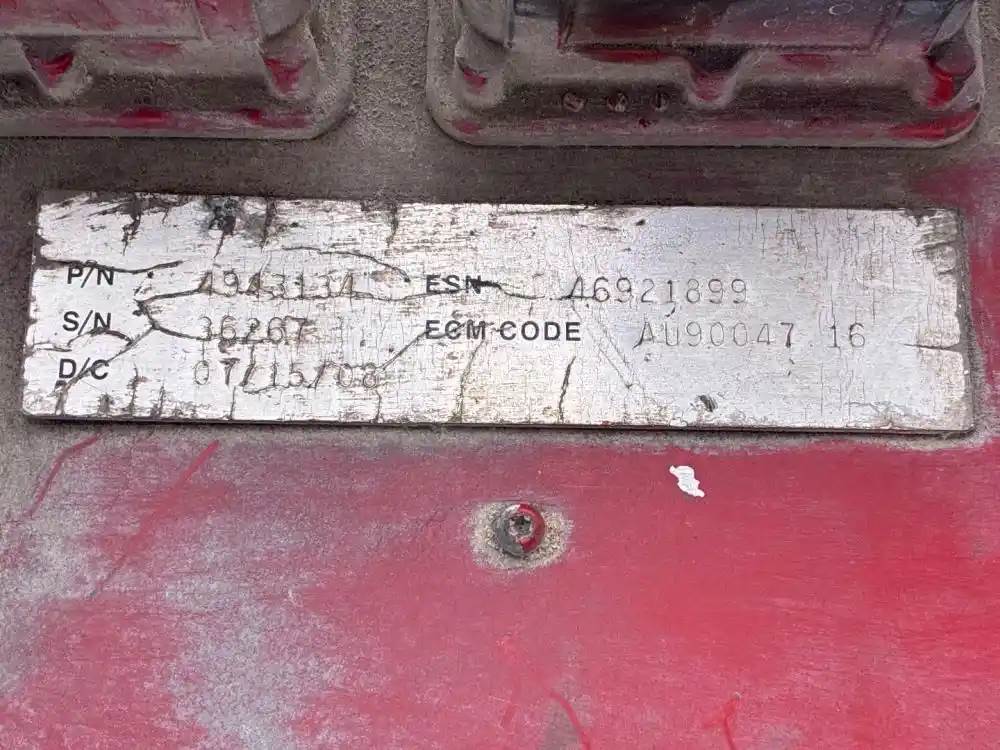 P/N 4943134 ESN 46921899
S/N 36267 ECM CODE AU90047.16
D/C 07/15/08